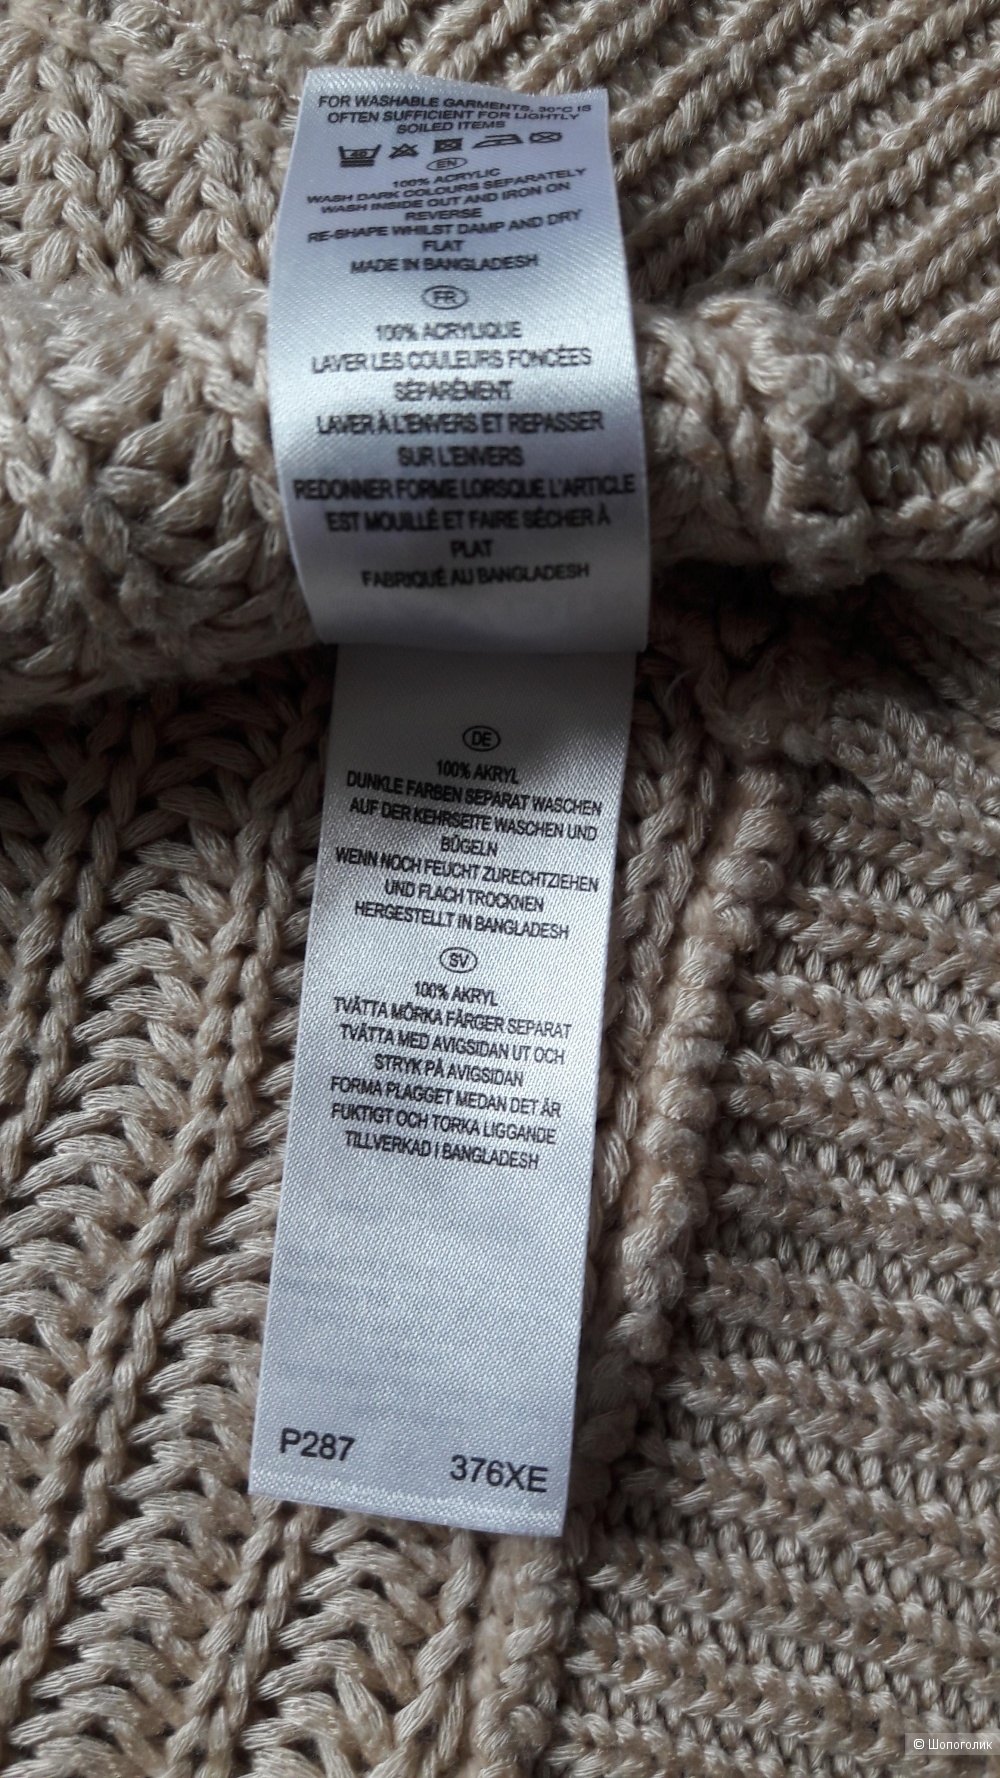 FOR WASHABLE GARMENTS, 30°C IS
OFTEN SUFFICIENT FOR LIGHTLY
SOILED ITEMS
40
EN
100% ACRYLIC
WASH DARK COLOURS SEPARATELY
WASH INSIDE OUT AND IRON ON
REVERSE
RE-SHAPE WHILST DAMP AND DRY
FLAT
MADE IN BANGLADESH
FR
100% ACRYLIQUE
LAVER LES COULEURS FONCÉES
SÉPARÉMENT
LAVER À L'ENVERS ET REPASSER
SUR L'ENVERS
REDONNER FORME LORSQUE L'ARTICLE
EST MOUILLÉ ET FAIRE SÉCHER À
PLAT
FABRIQUÉ AU BANGLADESH
DE
100% AKRYL
DUNKLE FARBEN SEPARAT WASCHEN
AUF DER KEHRSEITE WASCHEN UND
BÜGELN
WENN NOCH FEUCHT ZURECHTZIEHEN
UND FLACH TROCKNEN
HERGESTELLT IN BANGLADESH
SV
100% AKRYL
TVÄTTA MÖRKA FÄRGER SEPARAT
TVÄTTA MED AVIGSIDAN UT OCH
STRYK PÅ AVIGSIDAN
FORMA PLAGGET MEDAN DET ÄR
FUKTIGT OCH TORKA LIGGANDE
TILLVERKAD I BANGLADESH
P287 376XE
© Шопоголик